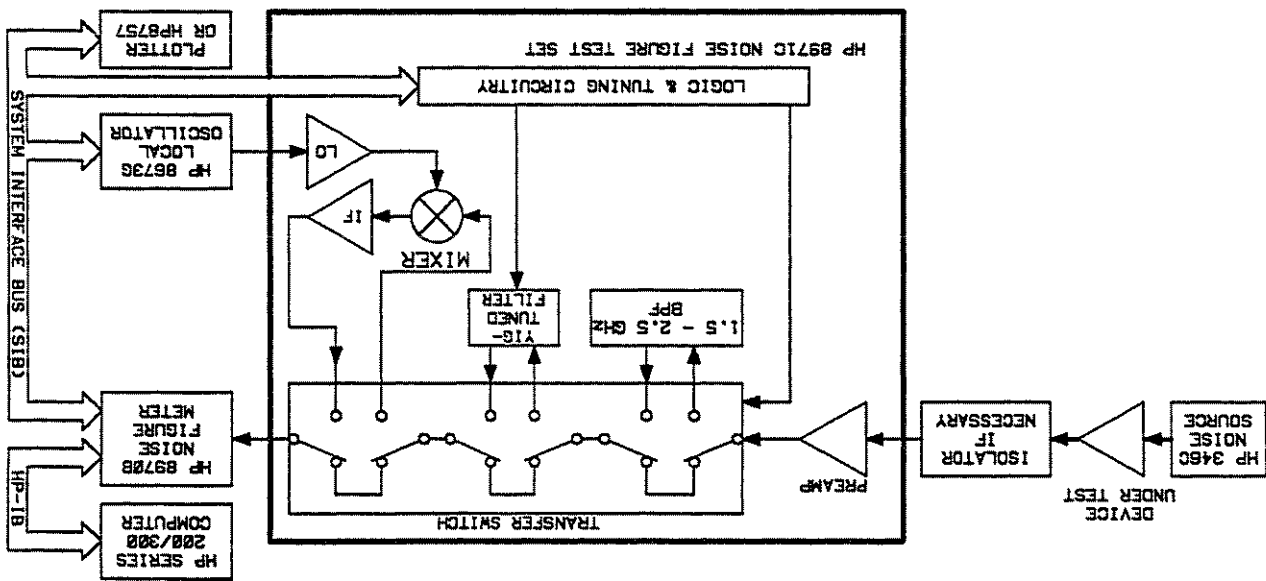 HP SERIES
200/300
COMPUTER
HP-IB
TRANSFER SWITCH
HP 346C
NOISE
SOURCE
DEVICE
UNDER TEST
ISOLATOR
IF
NECESSARY
PREAMP
HP 8970B
NOISE
FIGURE
METER
1.5 - 2.5 GHz
BPF
YIG-
TUNED
FILTER
MIXER
IF
LO
HP 8673G
LOCAL
OSCILLATOR
SYSTEM INTERFACE BUS (SIB)
LOGIC & TUNING CIRCUITRY
HP 8971C NOISE FIGURE TEST SET
PLOTTER
OR HP8757